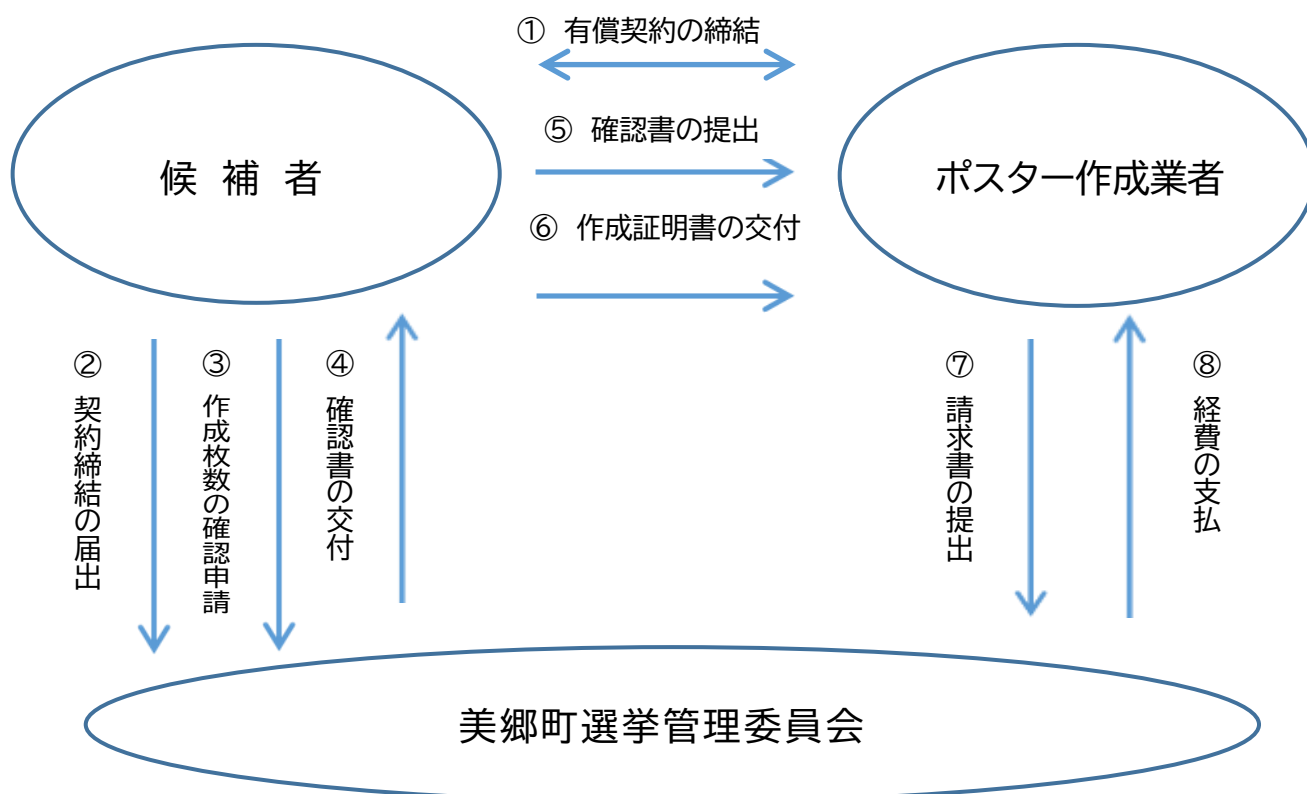 ① 有償契約の締結
候補者
⑤ 確認書の提出
ポスター作成業者
⑥ 作成証明書の交付
② 契約締結の届出
③ 作成枚数の確認申請
④ 確認書の交付
⑦ 請求書の提出
⑧ 経費の支払
美郷町選挙管理委員会